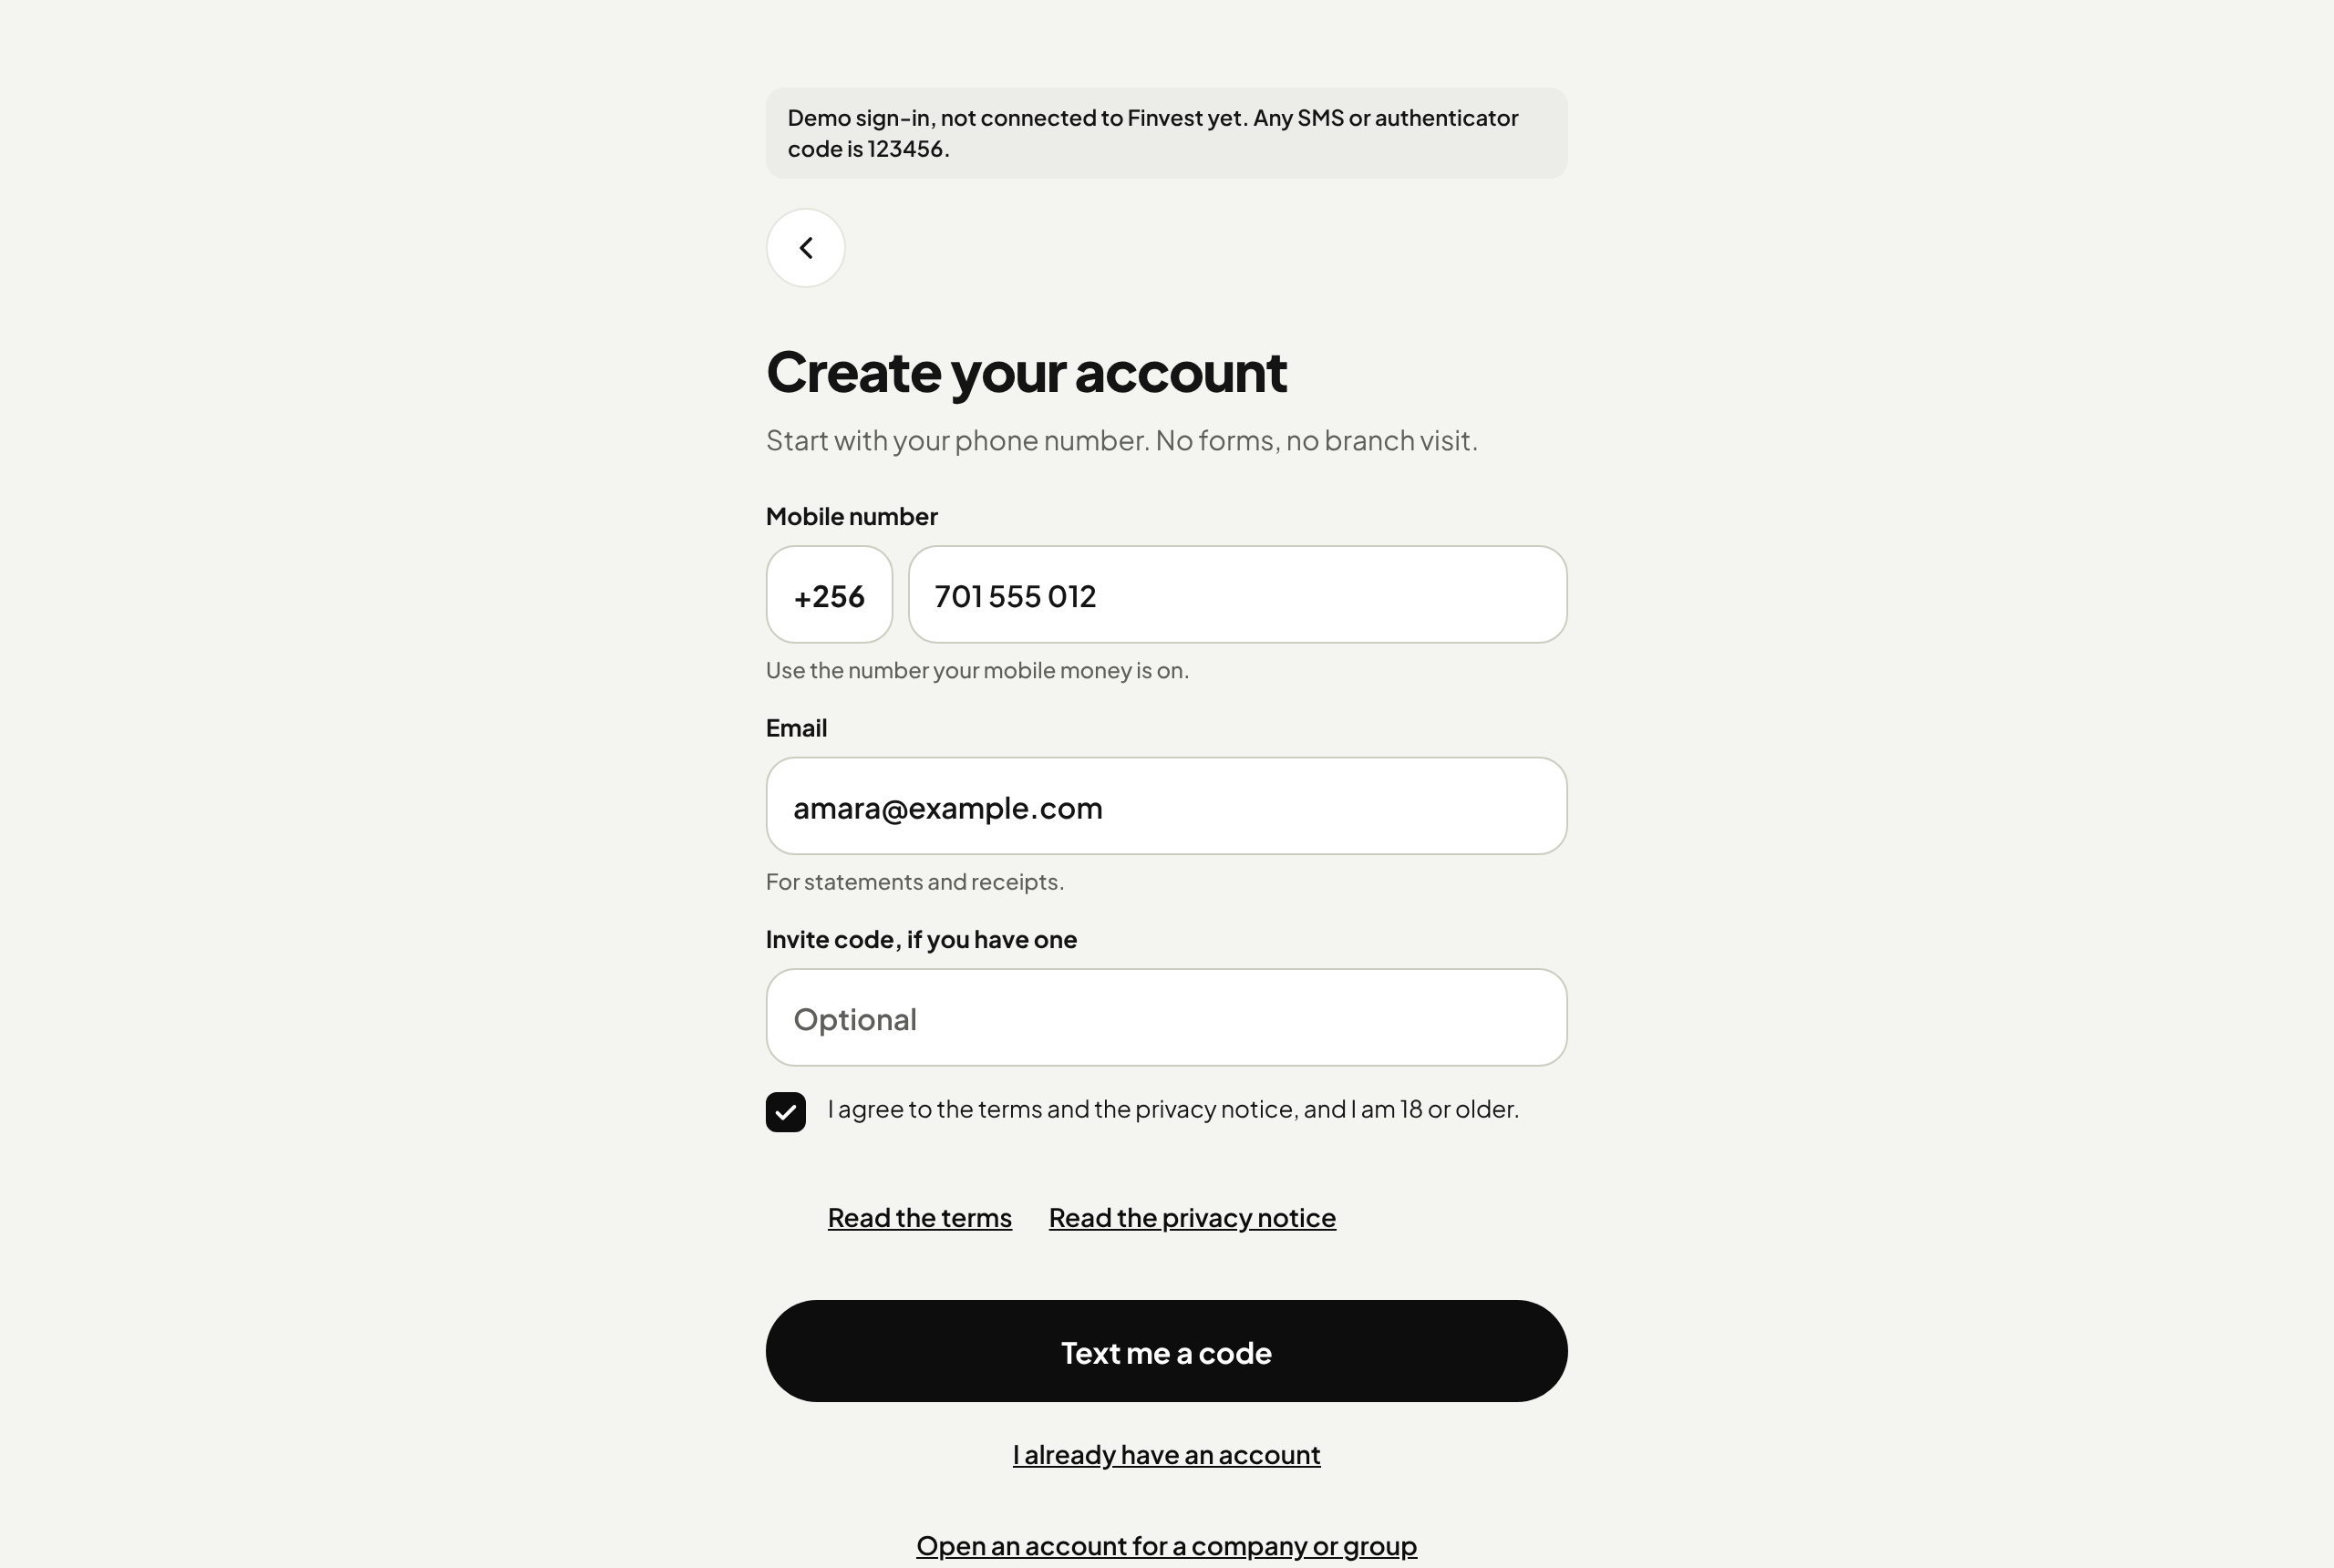 Demo sign-in, not connected to Finvest yet. Any SMS or authenticator
code is 123456.
Create your account
Start with your phone number. No forms, no branch visit.
Mobile number
+256 701 555 012
Use the number your mobile money is on.
Email
amara@example.com
For statements and receipts.
Invite code, if you have one
Optional
I agree to the terms and the privacy notice, and I am 18 or older.
Read the terms Read the privacy notice
Text me a code
I already have an account
Open an account for a company or group